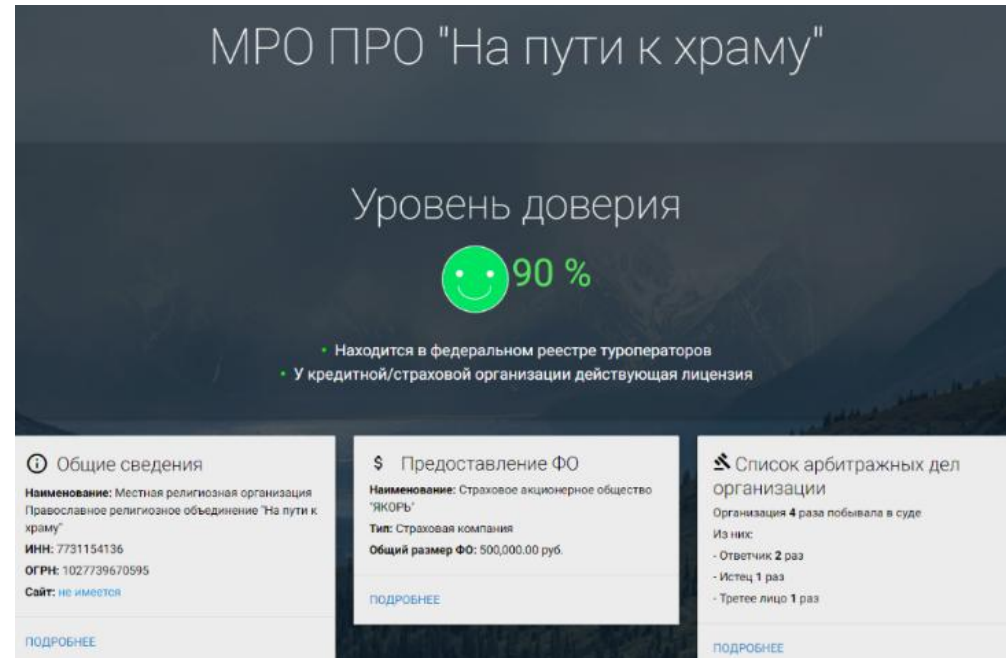 МРО ПРО "На пути к храму"
Уровень доверия
90 %
• Находится в федеральном реестре туроператоров
• У кредитной/страховой организации действующая лицензия
Общие сведения
Наименование: Местная религиозная организация
Православное религиозное объединение "На пути к
храму"
ИНН: 7731154136
ОГРН: 1027739670595
Сайт: не имеется
ПОДРОБНЕЕ
$ Предоставление ФО
Наименование: Страховое акционерное общество
"ЯКОРЬ"
Тип: Страховая компания
Общий размер ФО: 500,000.00 руб.
ПОДРОБНЕЕ
Список арбитражных дел
организации
Организация 4 раза побывала в суде
Из них:
- Ответчик 2 раз
- Истец 1 раз
- Третее лицо 1 раз
ПОДРОБНЕЕ